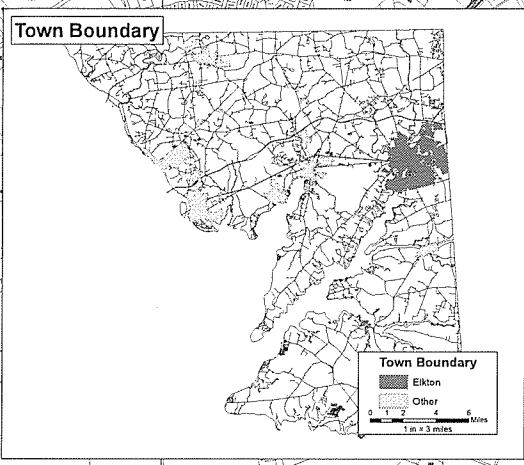 Town Boundary
Town Boundary
Elkton
Other
0 1 2 4 6
Miles
1 in = 3 miles